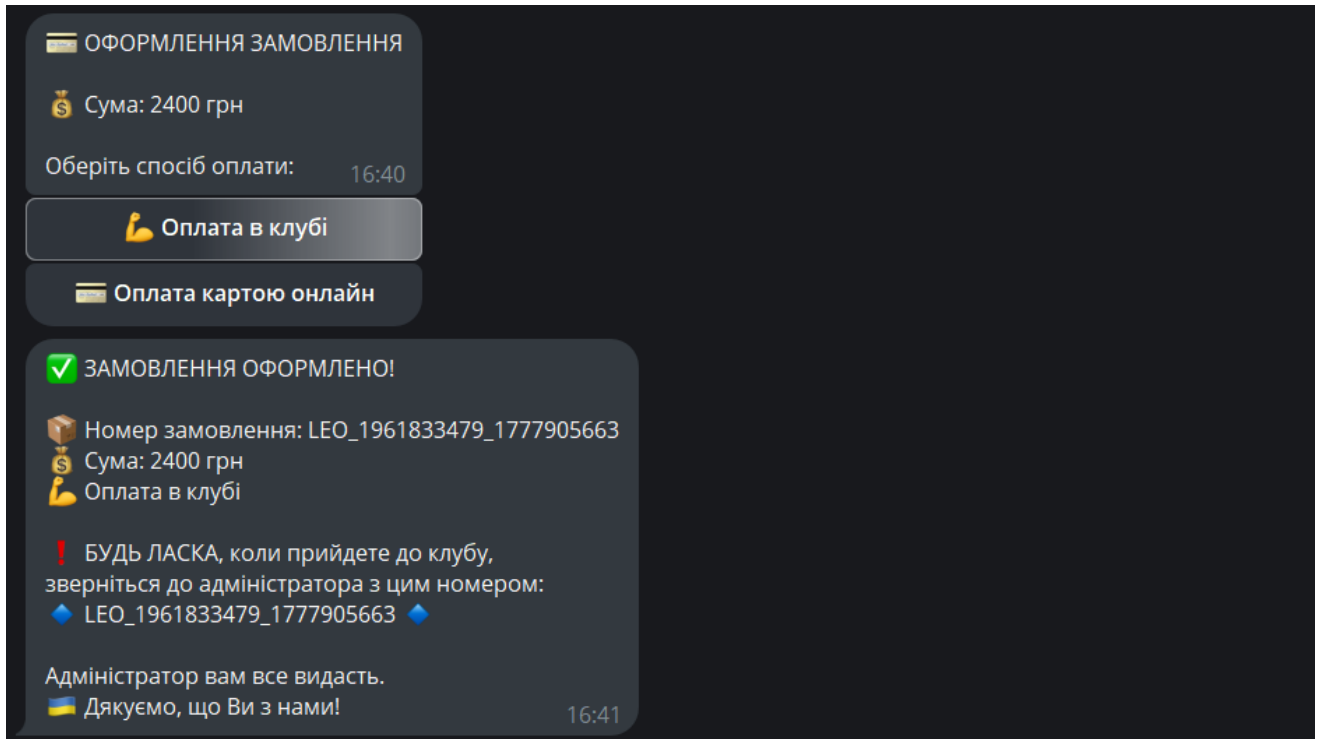 💳 ОФОРМЛЕННЯ ЗАМОВЛЕННЯ
💰 Сума: 2400 грн
Оберіть спосіб оплати:
16:40
💪 Оплата в клубі
💳 Оплата картою онлайн
✅ ЗАМОВЛЕННЯ ОФОРМЛЕНО!
📦 Номер замовлення: LEO_1961833479_1777905663
💰 Сума: 2400 грн
💪 Оплата в клубі
❗ БУДЬ ЛАСКА, коли прийдете до клубу,
зверніться до адміністратора з цим номером:
🔹 LEO_1961833479_1777905663 🔹
Адміністратор вам все видасть.
🇺🇦 Дякуємо, що Ви з нами!
16:41